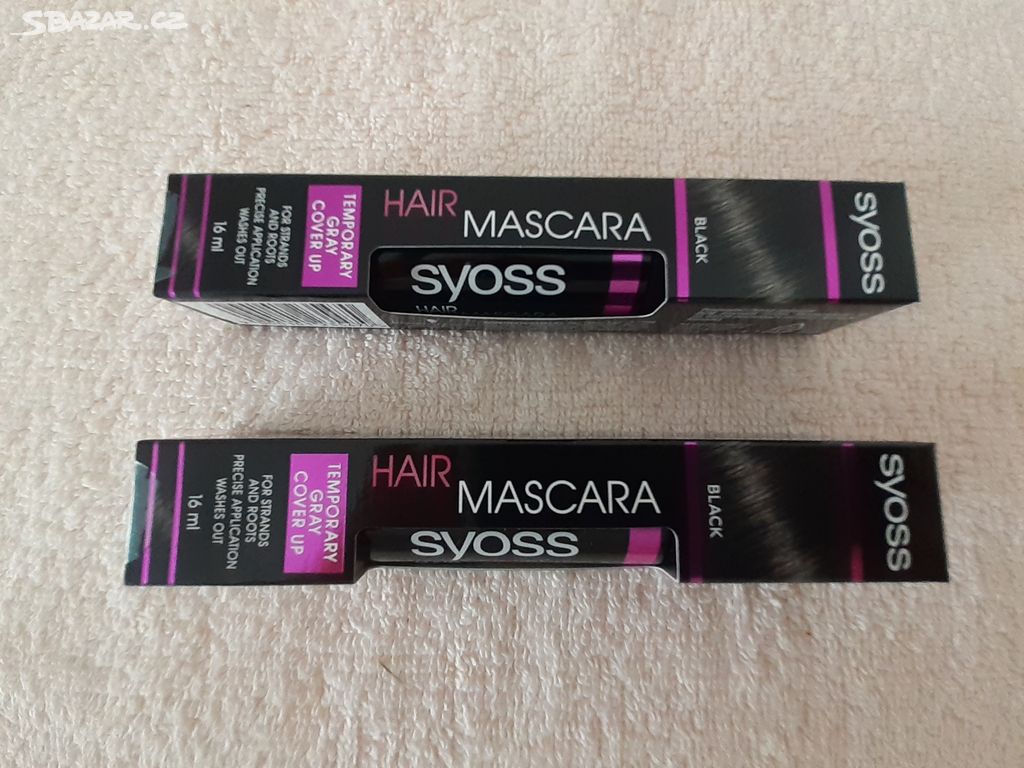 SBAZAR.CZ
HAIR
MASCARA
syoss
HAIR
MASCARA
TEMPORARY
GRAY
COVER UP
FOR STRANDS
AND ROOTS
PRECISE APPLICATION
WASHES OUT
16 ml
BLACK
syoss
HAIR
MASCARA
syoss
TEMPORARY
GRAY
COVER UP
FOR STRANDS
AND ROOTS
PRECISE APPLICATION
WASHES OUT
16 ml
BLACK
syoss